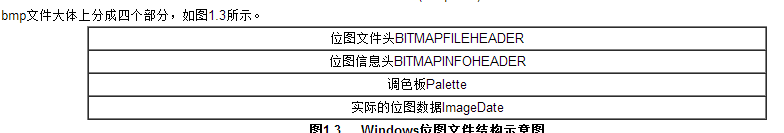 bmp文件大体上分成四个部分，如图1.3所示。
位图文件头BITMAPFILEHEADER
位图信息头BITMAPINFOHEADER
调色板Palette
实际的位图数据ImageDate
图1.3 Windows位图文件结构示意图